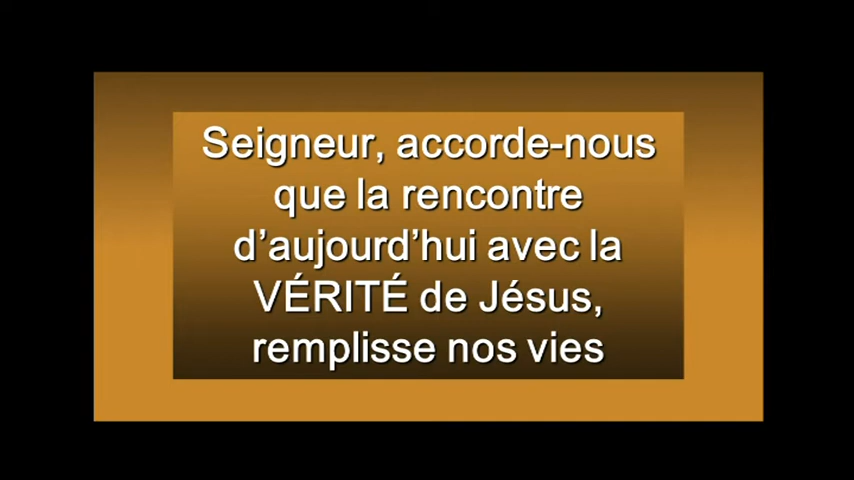 Seigneur, accorde-nous
que la rencontre
d’aujourd’hui avec la
VÉRITÉ de Jésus,
remplisse nos vies